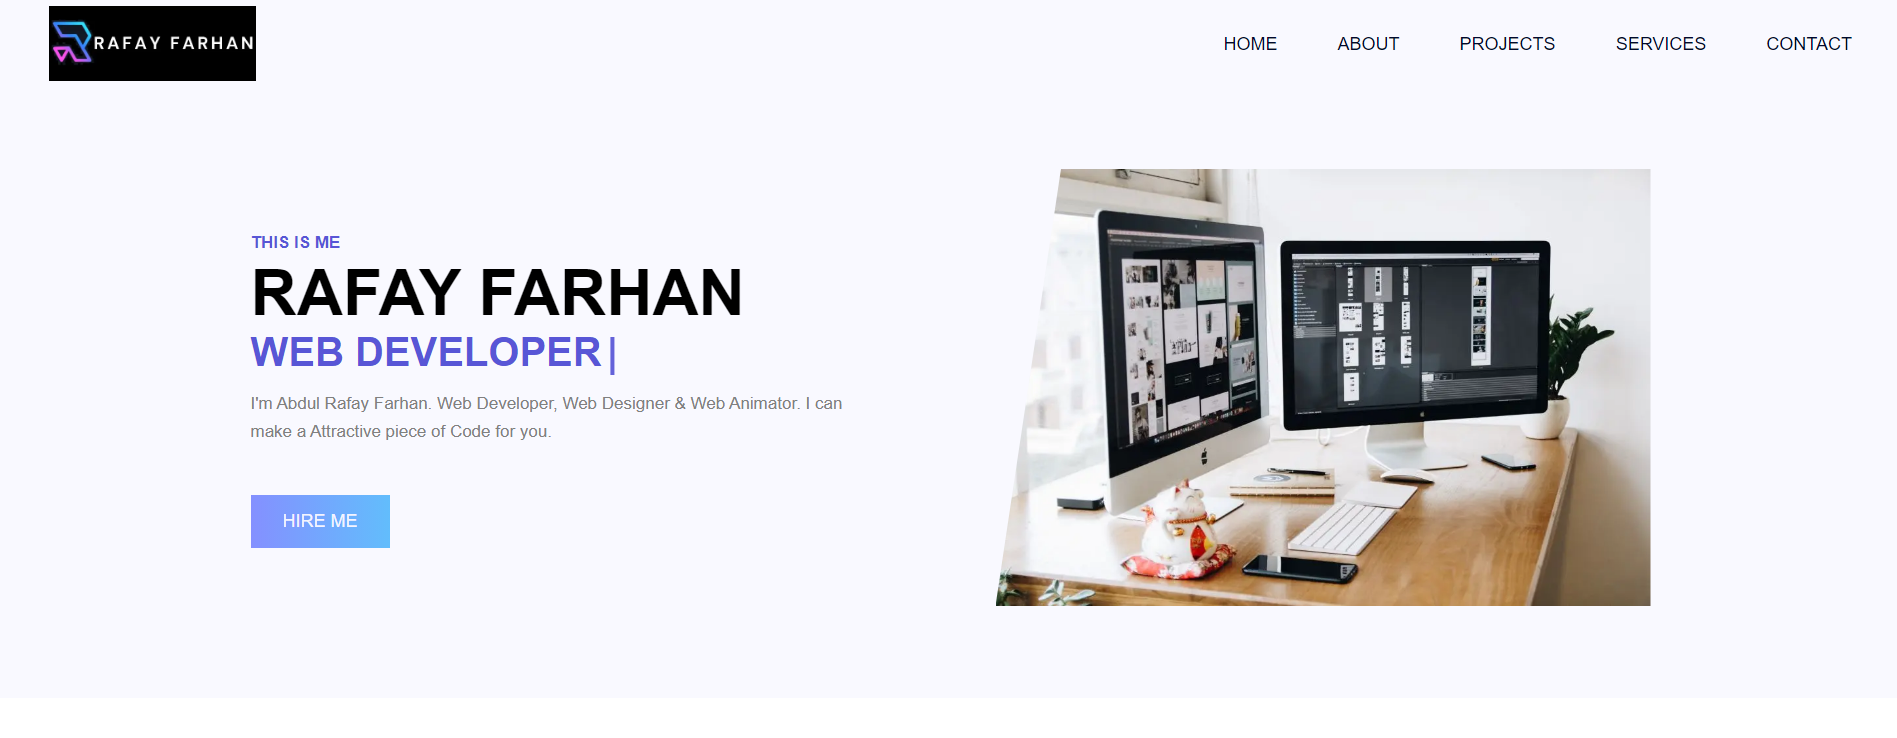 RAFAY FARHAN
HOME ABOUT PROJECTS SERVICES CONTACT
THIS IS ME
RAFAY FARHAN
WEB DEVELOPER|
I'm Abdul Rafay Farhan. Web Developer, Web Designer & Web Animator. I can
make a Attractive piece of Code for you.
HIRE ME